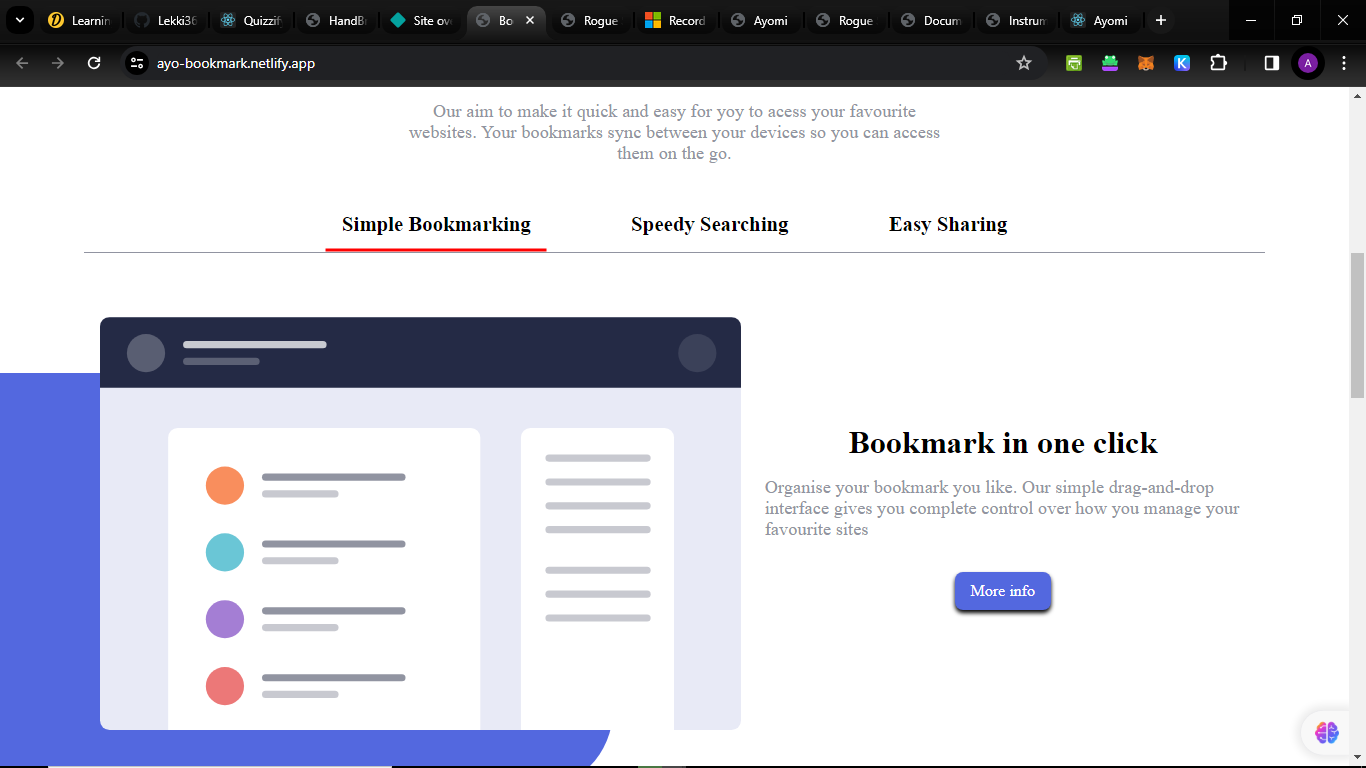 Learnin
Lekki36
Quizzif
HandBr
Site ov
Bo
Rogue
Record
Ayomi
Rogue
Docum
Instrum
Ayomi
ayo-bookmark.netlify.app
K
A
Our aim to make it quick and easy for yoy to acess your favourite
websites. Your bookmarks sync between your devices so you can access
them on the go.
Simple Bookmarking
Speedy Searching
Easy Sharing
Bookmark in one click
Organise your bookmark you like. Our simple drag-and-drop
interface gives you complete control over how you manage your
favourite sites
More info